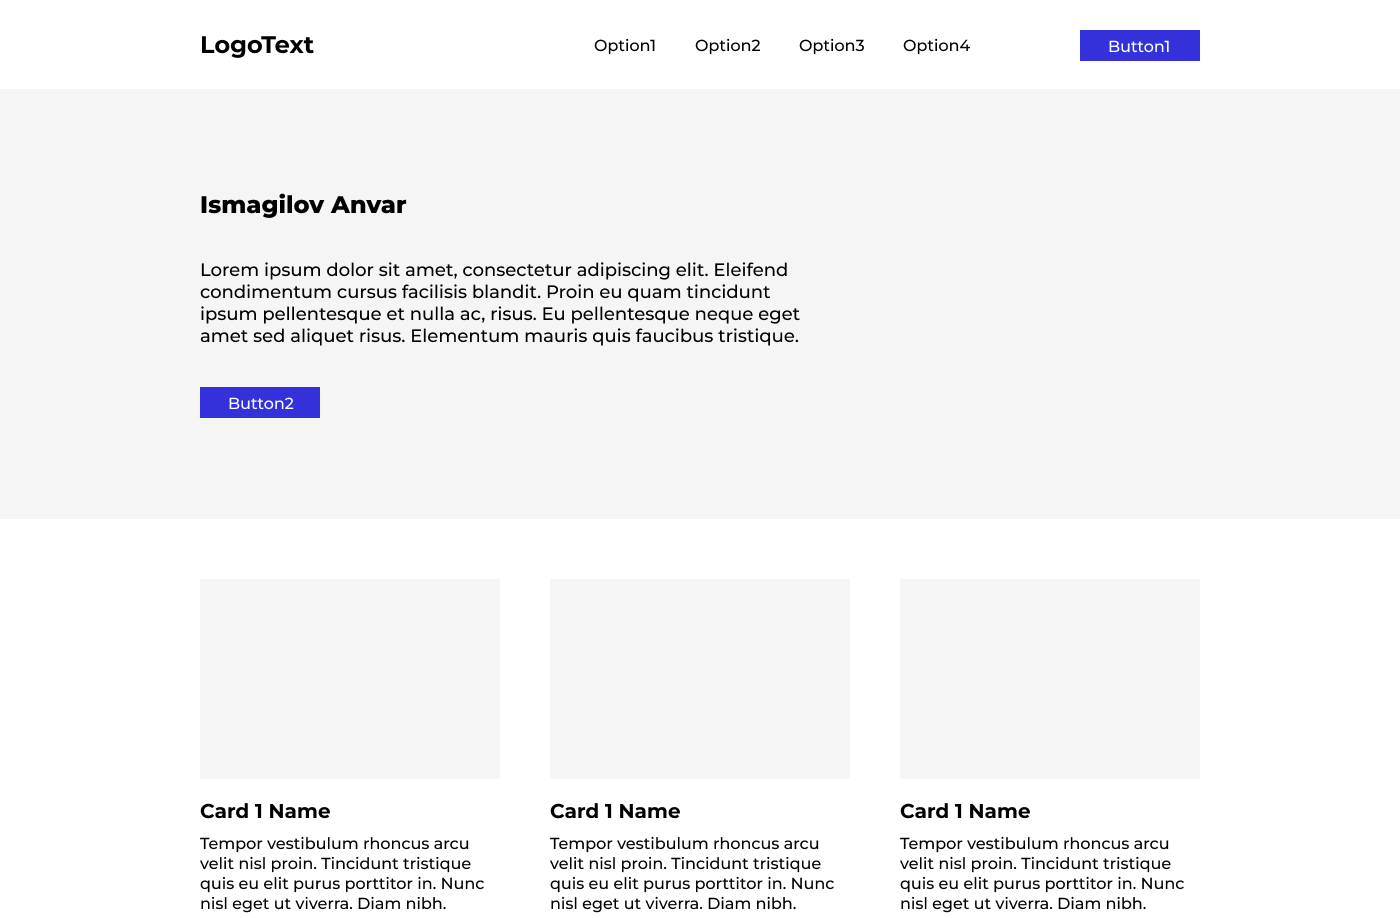 LogoText
Option1 Option2 Option3 Option4
Button1
Ismagilov Anvar
Lorem ipsum dolor sit amet, consectetur adipiscing elit. Eleifend
condimentum cursus facilisis blandit. Proin eu quam tincidunt
ipsum pellentesque et nulla ac, risus. Eu pellentesque neque eget
amet sed aliquet risus. Elementum mauris quis faucibus tristique.
Button2
Card 1 Name
Tempor vestibulum rhoncus arcu
velit nisl proin. Tincidunt tristique
quis eu elit purus porttitor in. Nunc
nisl eget ut viverra. Diam nibh.
Card 1 Name
Tempor vestibulum rhoncus arcu
velit nisl proin. Tincidunt tristique
quis eu elit purus porttitor in. Nunc
nisl eget ut viverra. Diam nibh.
Card 1 Name
Tempor vestibulum rhoncus arcu
velit nisl proin. Tincidunt tristique
quis eu elit purus porttitor in. Nunc
nisl eget ut viverra. Diam nibh.